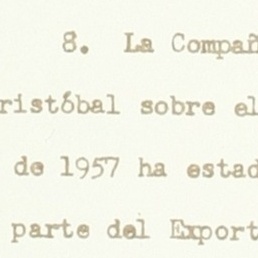 8. La Compañ
ristóbal sobre el
de 1957 ha estad
parte del Export